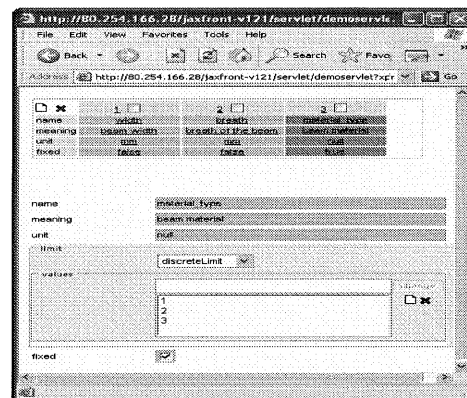 http://80.254.166.28/jaxfront-v121/servlet/demoservle
File Edit View Favorites Tools Help
Back Search Favo
Address http://80.254.166.28/jaxfront-v121/servlet/demoservlet?xpr Go
1 2 3
name width breath material_type
meaning beam width breath of the beam beam material
unit mm mm null
fixed false false true
name material_type
meaning beam material
unit null
limit
discreteLimit
values
1
2
3
fixed